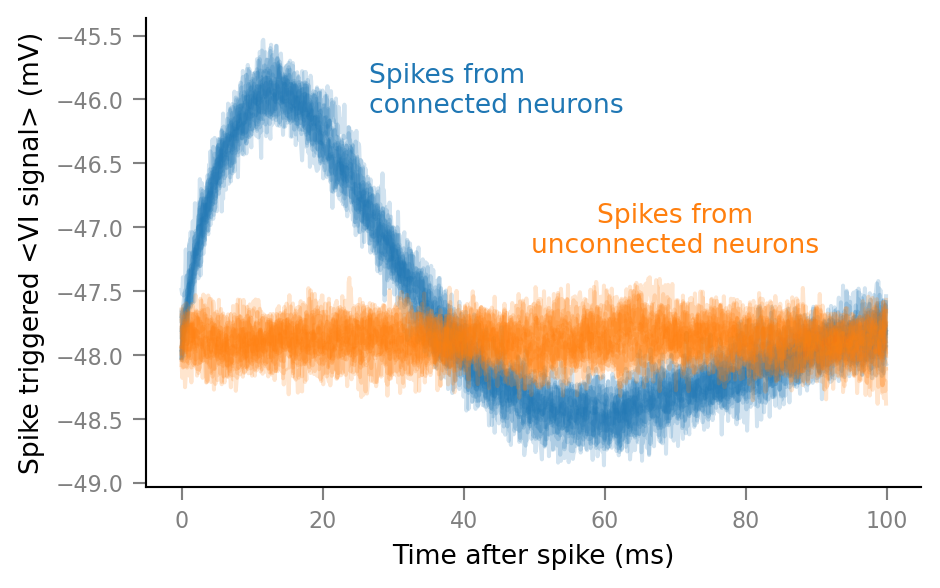 Spike triggered <VI signal> (mV)
−45.5
−46.0
−46.5
−47.0
−47.5
−48.0
−48.5
−49.0
Spikes from
connected neurons
Spikes from
unconnected neurons
0
20
40
60
80
100
Time after spike (ms)